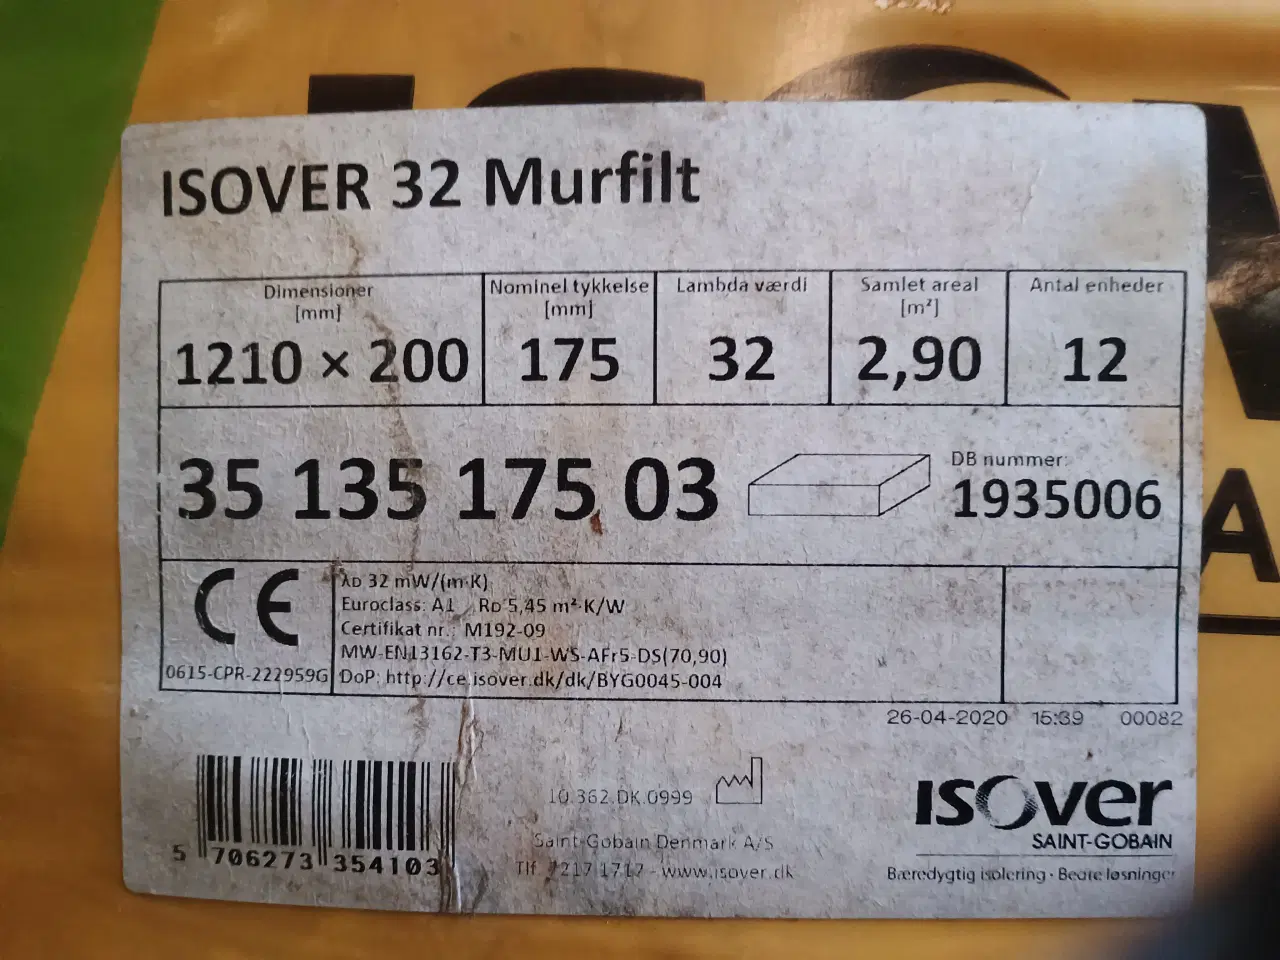 ISOVER 32 Murfilt
Dimensioner [mm]
1210 × 200
Nominel tykkelse [mm]
175
Lambda værdi
32
Samlet areal [m²]
2,90
Antal enheder
12
35 135 175 03
DB nummer:
1935006
CE
0615-CPR-222959G
λD 32 mW/(m·K)
Euroclass: A1 RD 5,45 m²·K/W
Certifikat nr.: M192-09
MW-EN13162-T3-MU1-WS-AFr5-DS(70,90)
DoP: http://ce.isover.dk/dk/BYG0045-004
26-04-2020 15:39 00082
5 706273 354103
10.362.DK.0999
Saint-Gobain Denmark A/S
Tlf. 7217 1717 - www.isover.dk
isover
SAINT-GOBAIN
Bæredygtig isolering · Bedre løsninger
A